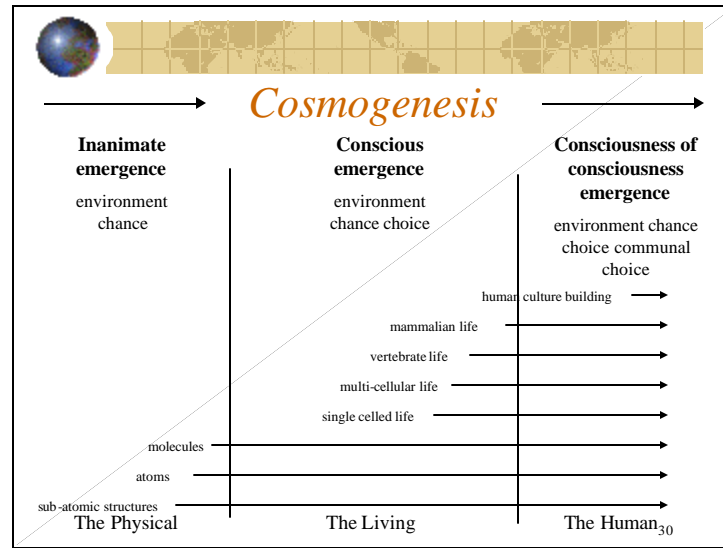 Cosmogenesis
Inanimate
emergence
environment
chance
Conscious
emergence
environment
chance choice
Consciousness of
consciousness
emergence
environment chance
choice communal
choice
human culture building
mammalian life
vertebrate life
multi-cellular life
single celled life
molecules
atoms
sub-atomic structures
The Physical
The Living
The Human
30